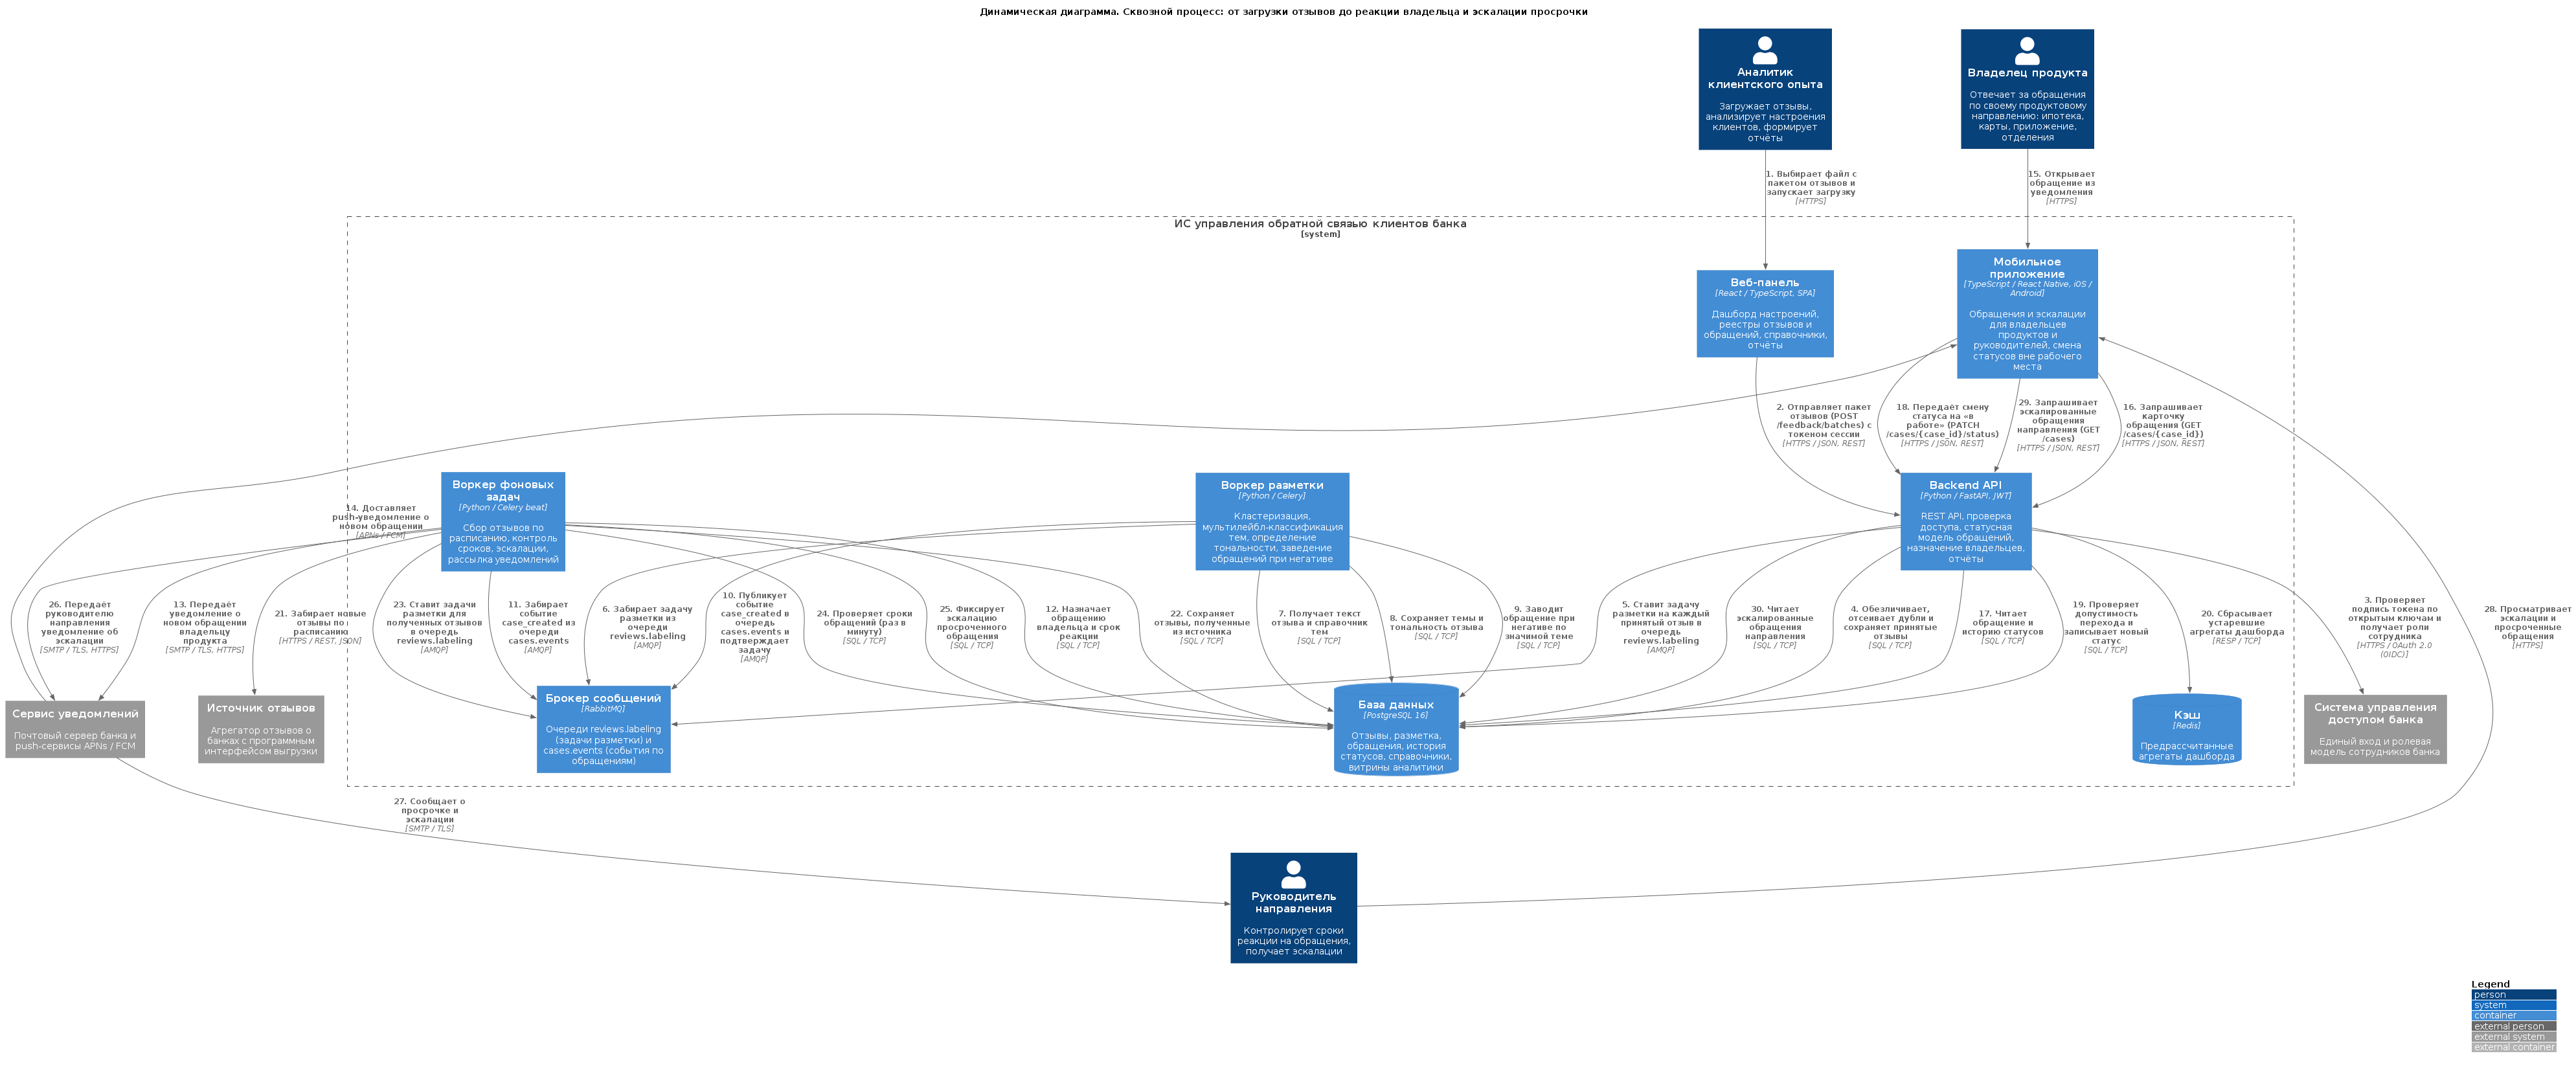 Динамическая диаграмма. Сквозной процесс: от загрузки отзывов до реакции владельца и эскалации просрочки
Аналитик
клиентского опыта
Загружает отзывы,
анализирует настроения
клиентов, формирует
отчёты
Владелец продукта
Отвечает за обращения
по своему продуктовому
направлению: ипотека,
карты, приложение,
отделения
1. Выбирает файл с
пакетом отзывов и
запускает загрузку
[HTTPS]
15. Открывает
обращение из
уведомления
[HTTPS]
ИС управления обратной связью клиентов банка
[system]
Веб-панель
[React / TypeScript, SPA]
Дашборд настроений,
реестры отзывов и
обращений, справочники,
отчёты
Мобильное
приложение
[TypeScript / React Native, iOS /
Android]
Обращения и эскалации
для владельцев
продуктов и
руководителей, смена
статусов вне рабочего
места
2. Отправляет пакет
отзывов (POST
/feedback/batches) с
токеном сессии
[HTTPS / JSON, REST]
18. Передаёт смену
статуса на «в
работе» (PATCH
/cases/{case_id}/status)
[HTTPS / JSON, REST]
29. Запрашивает
эскалированные
обращения
направления (GET
/cases)
[HTTPS / JSON, REST]
16. Запрашивает
карточку
обращения (GET
/cases/{case_id})
[HTTPS / JSON, REST]
14. Доставляет
push-уведомление о
новом обращении
[APNs / FCM]
Воркер фоновых
задач
[Python / Celery beat]
Сбор отзывов по
расписанию, контроль
сроков, эскалации,
рассылка уведомлений
Воркер разметки
[Python / Celery]
Кластеризация,
мультилейбл-классификация
тем, определение
тональности, заведение
обращений при негативе
Backend API
[Python / FastAPI, JWT]
REST API, проверка
доступа, статусная
модель обращений,
назначение владельцев,
отчёты
26. Передаёт
руководителю
направления
уведомление об
эскалации
[SMTP / TLS, HTTPS]
13. Передаёт
уведомление о
новом обращении
владельцу
продукта
[SMTP / TLS, HTTPS]
21. Забирает новые
отзывы по
расписанию
[HTTPS / REST, JSON]
23. Ставит задачи
разметки для
полученных отзывов
в очередь
reviews.labeling
[AMQP]
11. Забирает
событие
case_created из
очереди
cases.events
[AMQP]
6. Забирает задачу
разметки из
очереди
reviews.labeling
[AMQP]
10. Публикует
событие
case_created в
очередь
cases.events и
подтверждает
задачу
[AMQP]
24. Проверяет сроки
обращений (раз в
минуту)
[SQL / TCP]
25. Фиксирует
эскалацию
просроченного
обращения
[SQL / TCP]
12. Назначает
обращению
владельца и срок
реакции
[SQL / TCP]
22. Сохраняет
отзывы, полученные
из источника
[SQL / TCP]
7. Получает текст
отзыва и справочник
тем
[SQL / TCP]
8. Сохраняет темы и
тональность отзыва
[SQL / TCP]
9. Заводит
обращение при
негативе по
значимой теме
[SQL / TCP]
5. Ставит задачу
разметки на каждый
принятый отзыв в
очередь
reviews.labeling
[AMQP]
30. Читает
эскалированные
обращения
направления
[SQL / TCP]
4. Обезличивает,
отсеивает дубли и
сохраняет принятые
отзывы
[SQL / TCP]
17. Читает
обращение и
историю статусов
[SQL / TCP]
19. Проверяет
допустимость
перехода и
записывает новый
статус
[SQL / TCP]
20. Сбрасывает
устаревшие
агрегаты дашборда
[RESP / TCP]
3. Проверяет
подпись токена по
открытым ключам и
получает роли
сотрудника
[HTTPS / OAuth 2.0
(OIDC)]
28. Просматривает
эскалации и
просроченные
обращения
[HTTPS]
Сервис уведомлений
Почтовый сервер банка и
push-сервисы APNs / FCM
Источник отзывов
Агрегатор отзывов о
банках с программным
интерфейсом выгрузки
Брокер сообщений
[RabbitMQ]
Очереди reviews.labeling
(задачи разметки) и
cases.events (события по
обращениям)
База данных
[PostgreSQL 16]
Отзывы, разметка,
обращения, история
статусов, справочники,
витрины аналитики
Кэш
[Redis]
Предрассчитанные
агрегаты дашборда
Система управления
доступом банка
Единый вход и ролевая
модель сотрудников банка
27. Сообщает о
просрочке и
эскалации
[SMTP / TLS]
Руководитель
направления
Контролирует сроки
реакции на обращения,
получает эскалации
Legend
person
system
container
external person
external system
external container